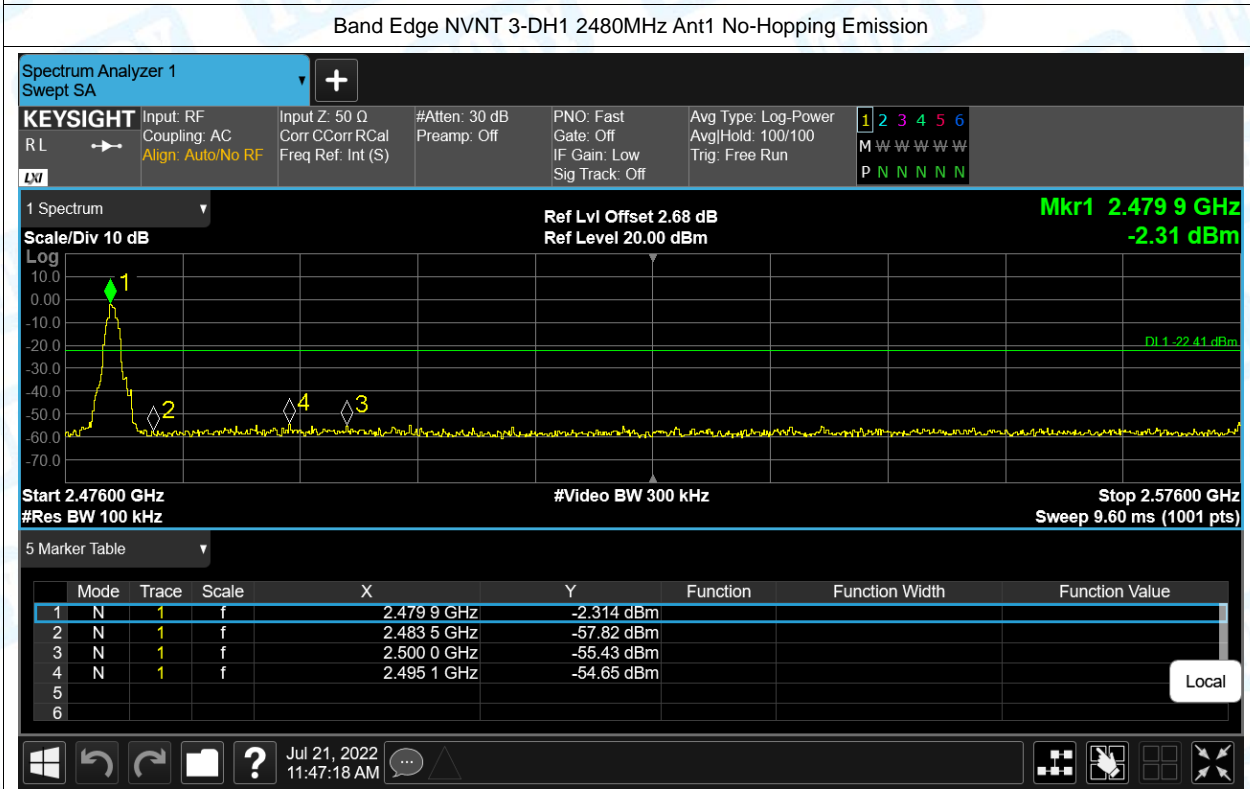 Band Edge NVNT 3-DH1 2480MHz Ant1 No-Hopping Emission
Spectrum Analyzer 1
Swept SA
+
KEYSIGHT Input: RF Input Z: 50 Ω #Atten: 30 dB PNO: Fast Avg Type: Log-Power 1 2 3 4 5 6
RL Coupling: AC Corr CCorr RCal Preamp: Off Gate: Off Avg|Hold: 100/100 M W W W W W
Align: Auto/No RF Freq Ref: Int (S) IF Gain: Low Trig: Free Run
LXI Sig Track: Off P N N N N N
1 Spectrum
Ref Lvl Offset 2.68 dB Mkr1 2.479 9 GHz
Scale/Div 10 dB Ref Level 20.00 dBm -2.31 dBm
Log
10.0
1
0.00
-10.0
-20.0
DL1 -22.41 dBm
-30.0
-40.0
-50.0
2 4 3
-60.0
-70.0
Start 2.47600 GHz #Video BW 300 kHz Stop 2.57600 GHz
#Res BW 100 kHz Sweep 9.60 ms (1001 pts)
5 Marker Table
Mode Trace Scale X Y Function Function Width Function Value
1 N 1 f 2.479 9 GHz -2.314 dBm
2 N 1 f 2.483 5 GHz -57.82 dBm
3 N 1 f 2.500 0 GHz -55.43 dBm
4 N 1 f 2.495 1 GHz -54.65 dBm
5
6
Local
? Jul 21, 2022
11:47:18 AM